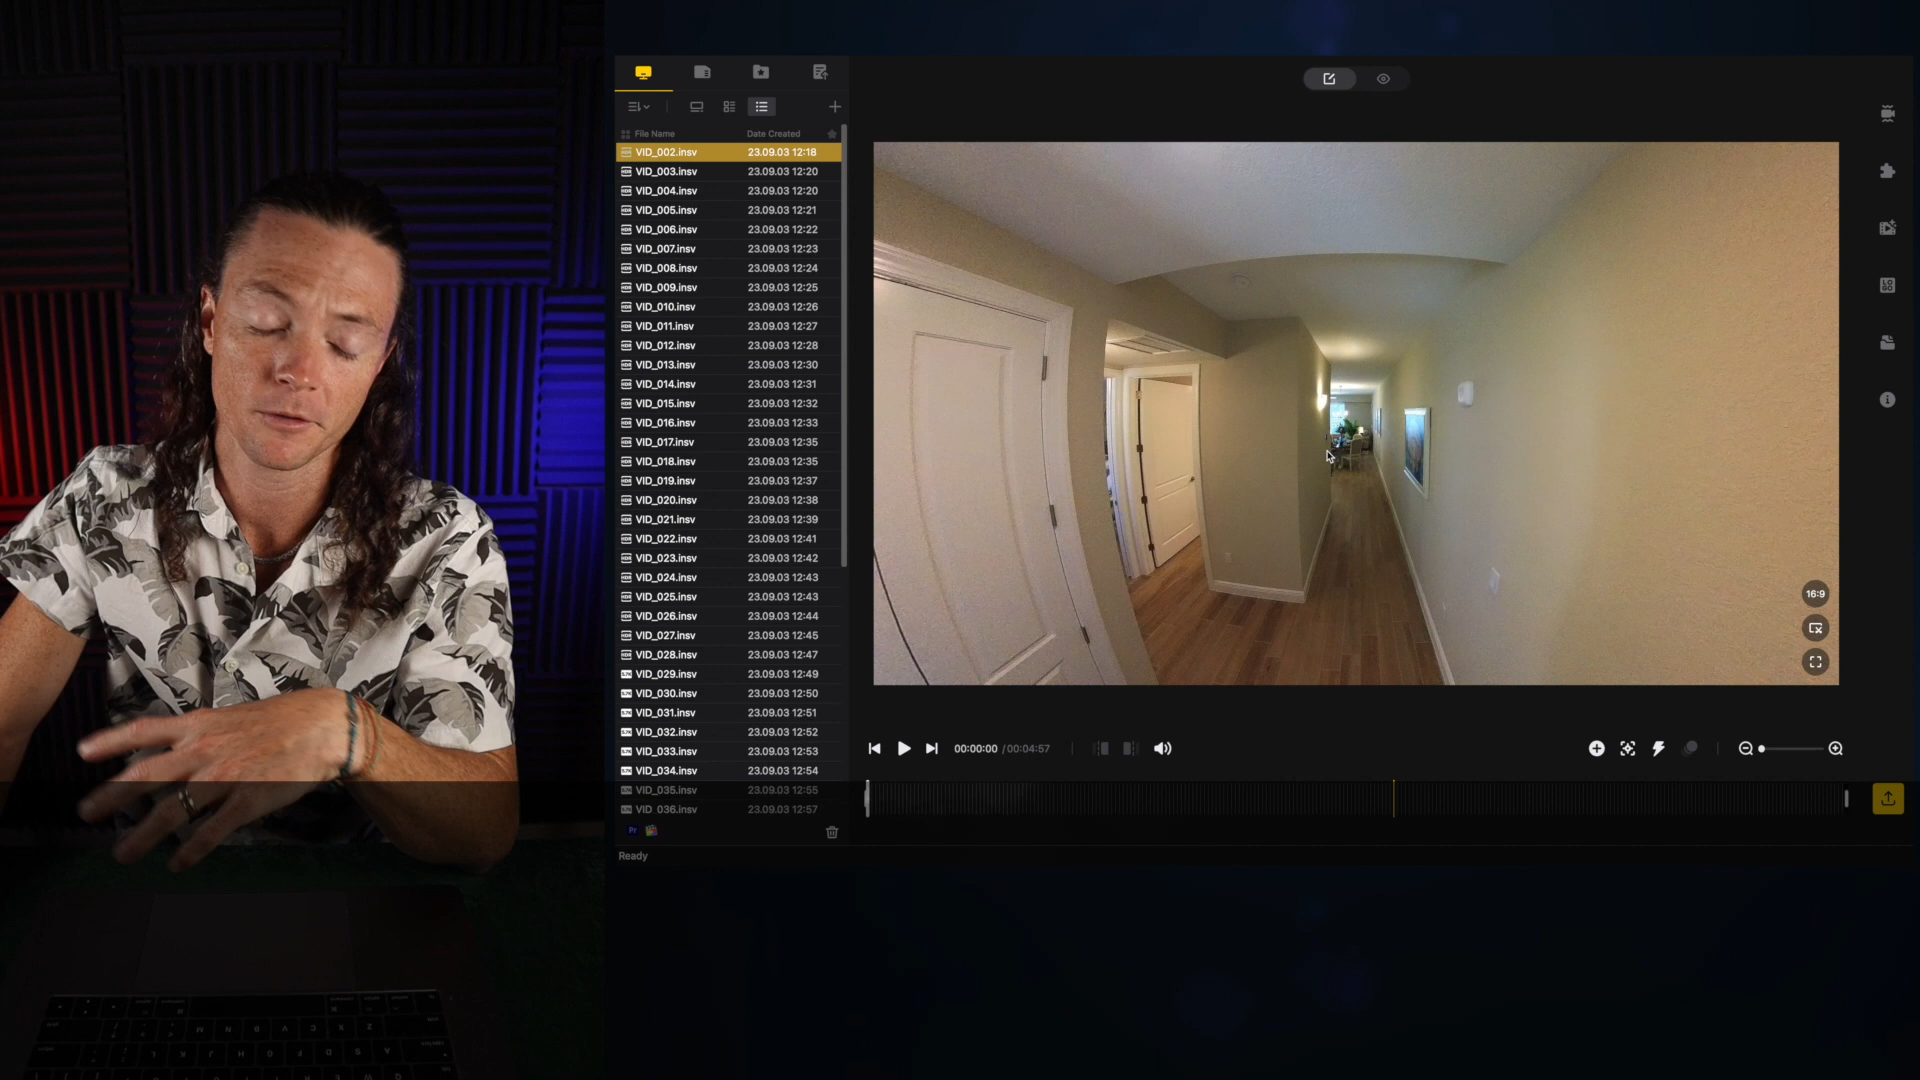 File Name Date Created
VID_002.insv 23.09.03 12:18
VID_003.insv 23.09.03 12:20
VID_004.insv 23.09.03 12:20
VID_005.insv 23.09.03 12:21
VID_006.insv 23.09.03 12:22
VID_007.insv 23.09.03 12:23
VID_008.insv 23.09.03 12:24
VID_009.insv 23.09.03 12:25
VID_010.insv 23.09.03 12:26
VID_011.insv 23.09.03 12:27
VID_012.insv 23.09.03 12:28
VID_013.insv 23.09.03 12:30
VID_014.insv 23.09.03 12:31
VID_015.insv 23.09.03 12:32
VID_016.insv 23.09.03 12:33
VID_017.insv 23.09.03 12:35
VID_018.insv 23.09.03 12:35
VID_019.insv 23.09.03 12:37
VID_020.insv 23.09.03 12:38
VID_021.insv 23.09.03 12:39
VID_022.insv 23.09.03 12:41
VID_023.insv 23.09.03 12:42
VID_024.insv 23.09.03 12:43
VID_025.insv 23.09.03 12:43
VID_026.insv 23.09.03 12:44
VID_027.insv 23.09.03 12:45
VID_028.insv 23.09.03 12:47
VID_029.insv 23.09.03 12:49
VID_030.insv 23.09.03 12:50
VID_031.insv 23.09.03 12:51
VID_032.insv 23.09.03 12:52
VID_033.insv 23.09.03 12:53
VID_034.insv 23.09.03 12:54
VID_035.insv 23.09.03 12:55
VID_036.insv 23.09.03 12:57
Pr
Ready
16:9
00:00:00 / 00:04:57
LOGO